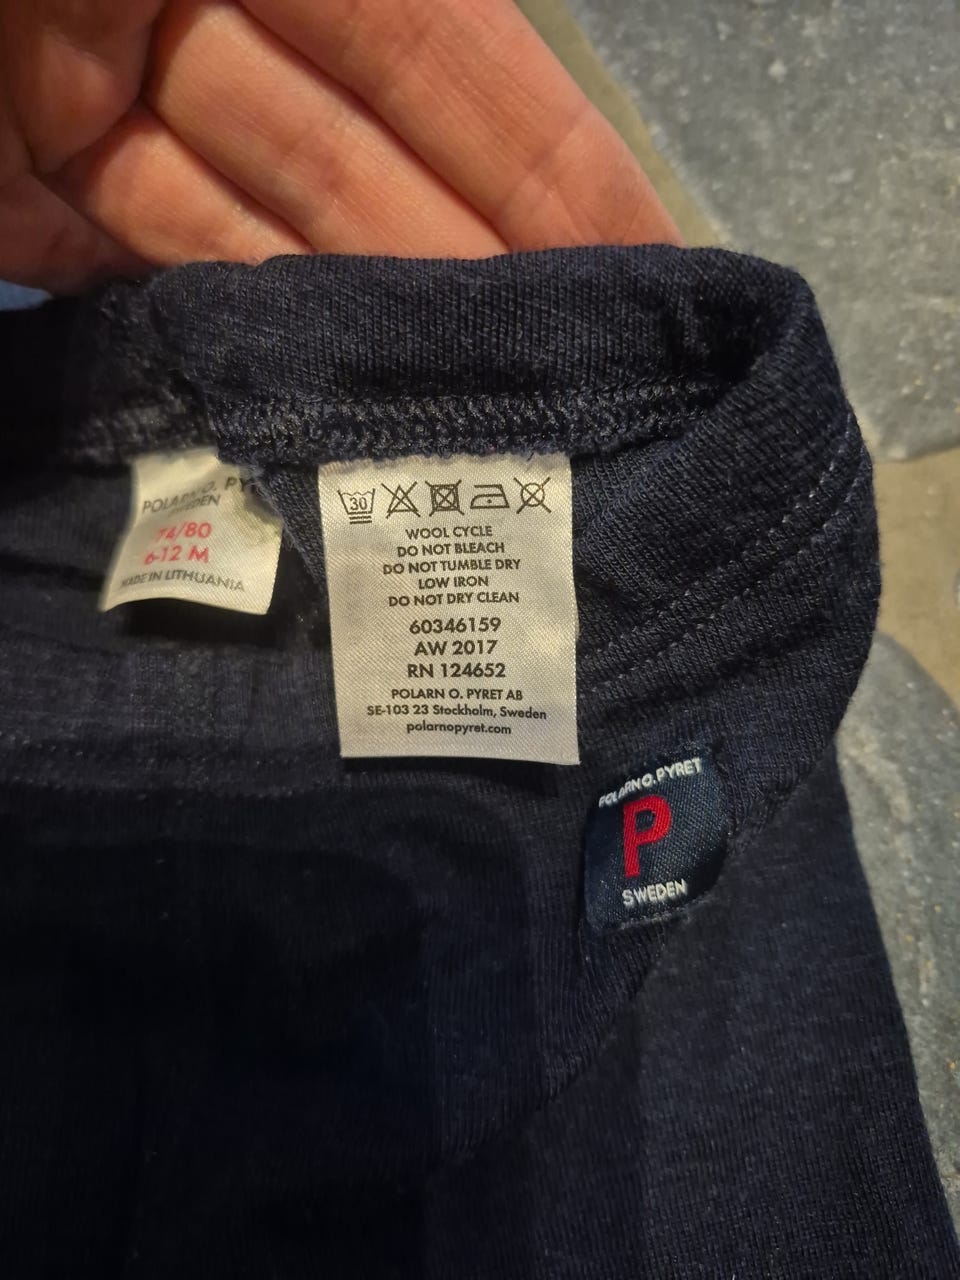 POLARN O. PY
SWEDEN
74/80
6-12 M
MADE IN LITHUANIA
30
WOOL CYCLE
DO NOT BLEACH
DO NOT TUMBLE DRY
LOW IRON
DO NOT DRY CLEAN
60346159
AW 2017
RN 124652
POLARN O. PYRET AB
SE-103 23 Stockholm, Sweden
polarnopyret.com
POLARN O. PYRET
P
SWEDEN